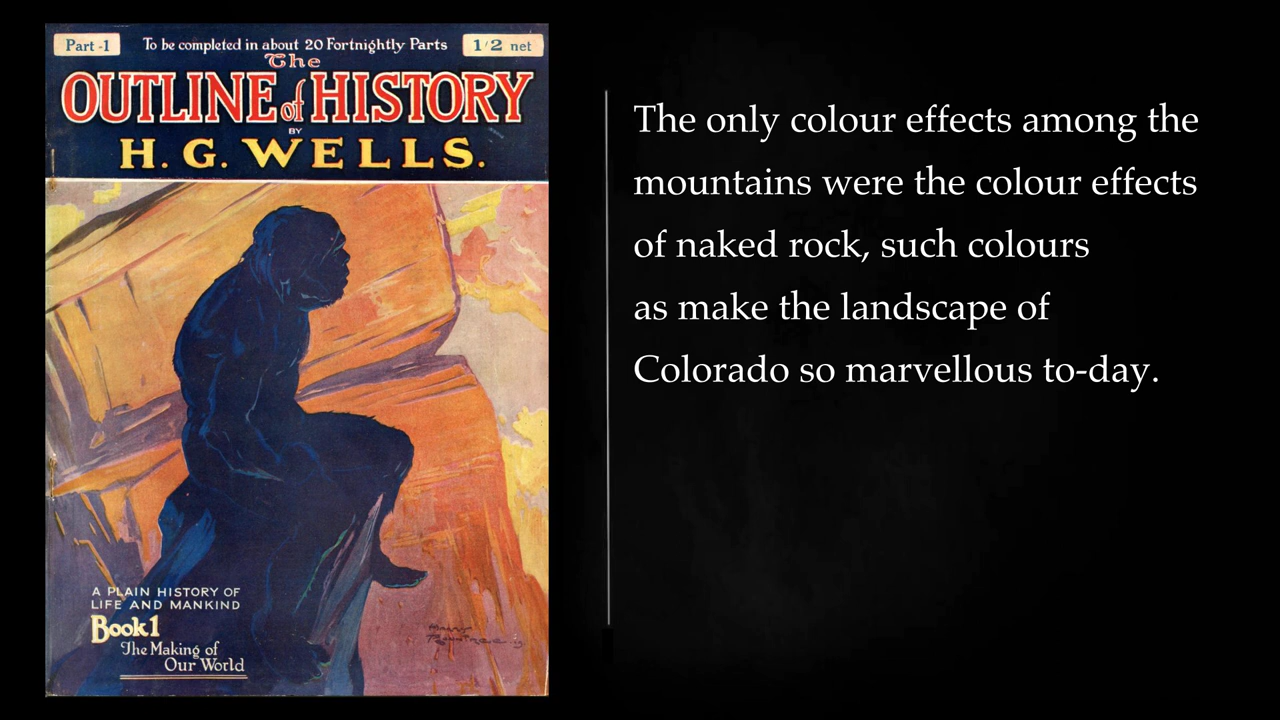 Part -1
To be completed in about 20 Fortnightly Parts
1/2 net
The
OUTLINE of HISTORY
BY
H. G. WELLS.
A PLAIN HISTORY OF
LIFE AND MANKIND
Book 1
The Making of
Our World
The only colour effects among the
mountains were the colour effects
of naked rock, such colours
as make the landscape of
Colorado so marvellous to-day.